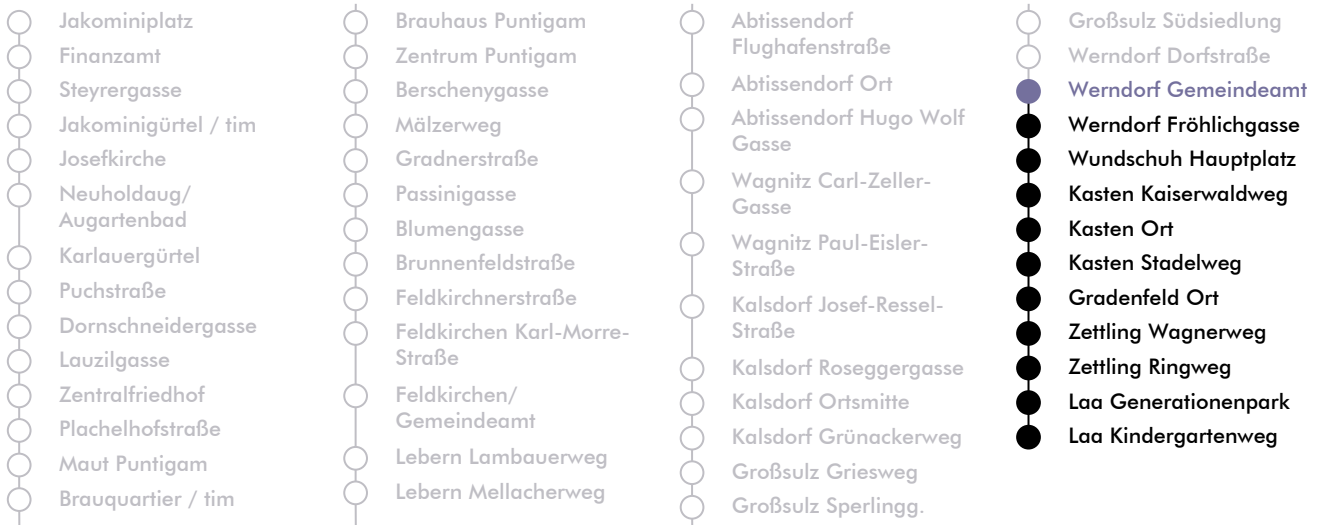 Jakominiplatz
Finanzamt
Steyrergasse
Jakominigürtel / tim
Josefkirche
Neuholdaug/
Augartenbad
Karlauergürtel
Puchstraße
Dornschneidergasse
Lauzilgasse
Zentralfriedhof
Plachelhofstraße
Maut Puntigam
Brauquartier / tim
Brauhaus Puntigam
Zentrum Puntigam
Berschenygasse
Mälzerweg
Gradnerstraße
Passinigasse
Blumengasse
Brunnenfeldstraße
Feldkirchnerstraße
Feldkirchen Karl-Morre-
Straße
Feldkirchen/
Gemeindeamt
Lebern Lambauerweg
Lebern Mellacherweg
Abtissendorf
Flughafenstraße
Abtissendorf Ort
Abtissendorf Hugo Wolf
Gasse
Wagnitz Carl-Zeller-
Gasse
Wagnitz Paul-Eisler-
Straße
Kalsdorf Josef-Ressel-
Straße
Kalsdorf Roseggergasse
Kalsdorf Ortsmitte
Kalsdorf Grünackerweg
Großsulz Griesweg
Großsulz Sperlingg.
Großsulz Südsiedlung
Werndorf Dorfstraße
Werndorf Gemeindeamt
Werndorf Fröhlichgasse
Wundschuh Hauptplatz
Kasten Kaiserwaldweg
Kasten Ort
Kasten Stadelweg
Gradenfeld Ort
Zettling Wagnerweg
Zettling Ringweg
Laa Generationenpark
Laa Kindergartenweg